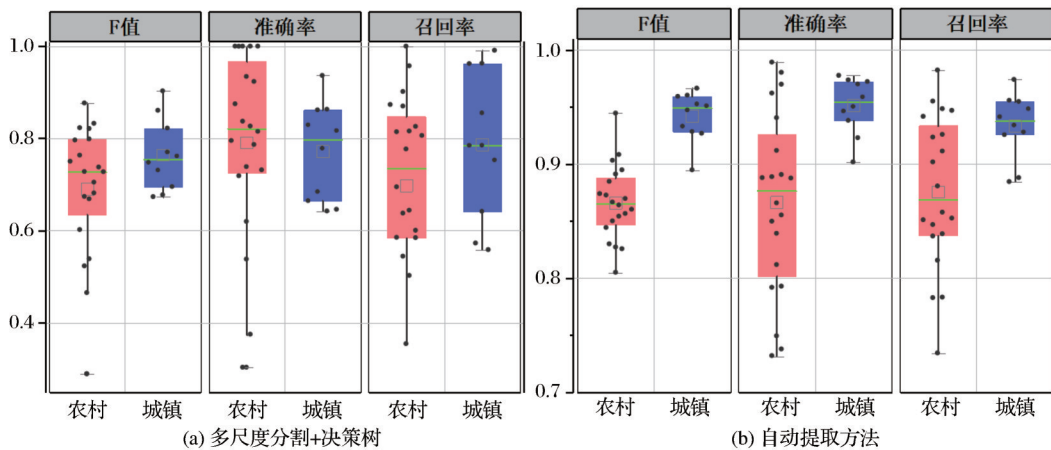 F值 准确率 召回率
1.0
0.8
0.6
0.4
农村 城镇 农村 城镇 农村 城镇
(a) 多尺度分割+决策树
F值 准确率 召回率
1.0
0.9
0.8
0.7
农村 城镇 农村 城镇 农村 城镇
(b) 自动提取方法